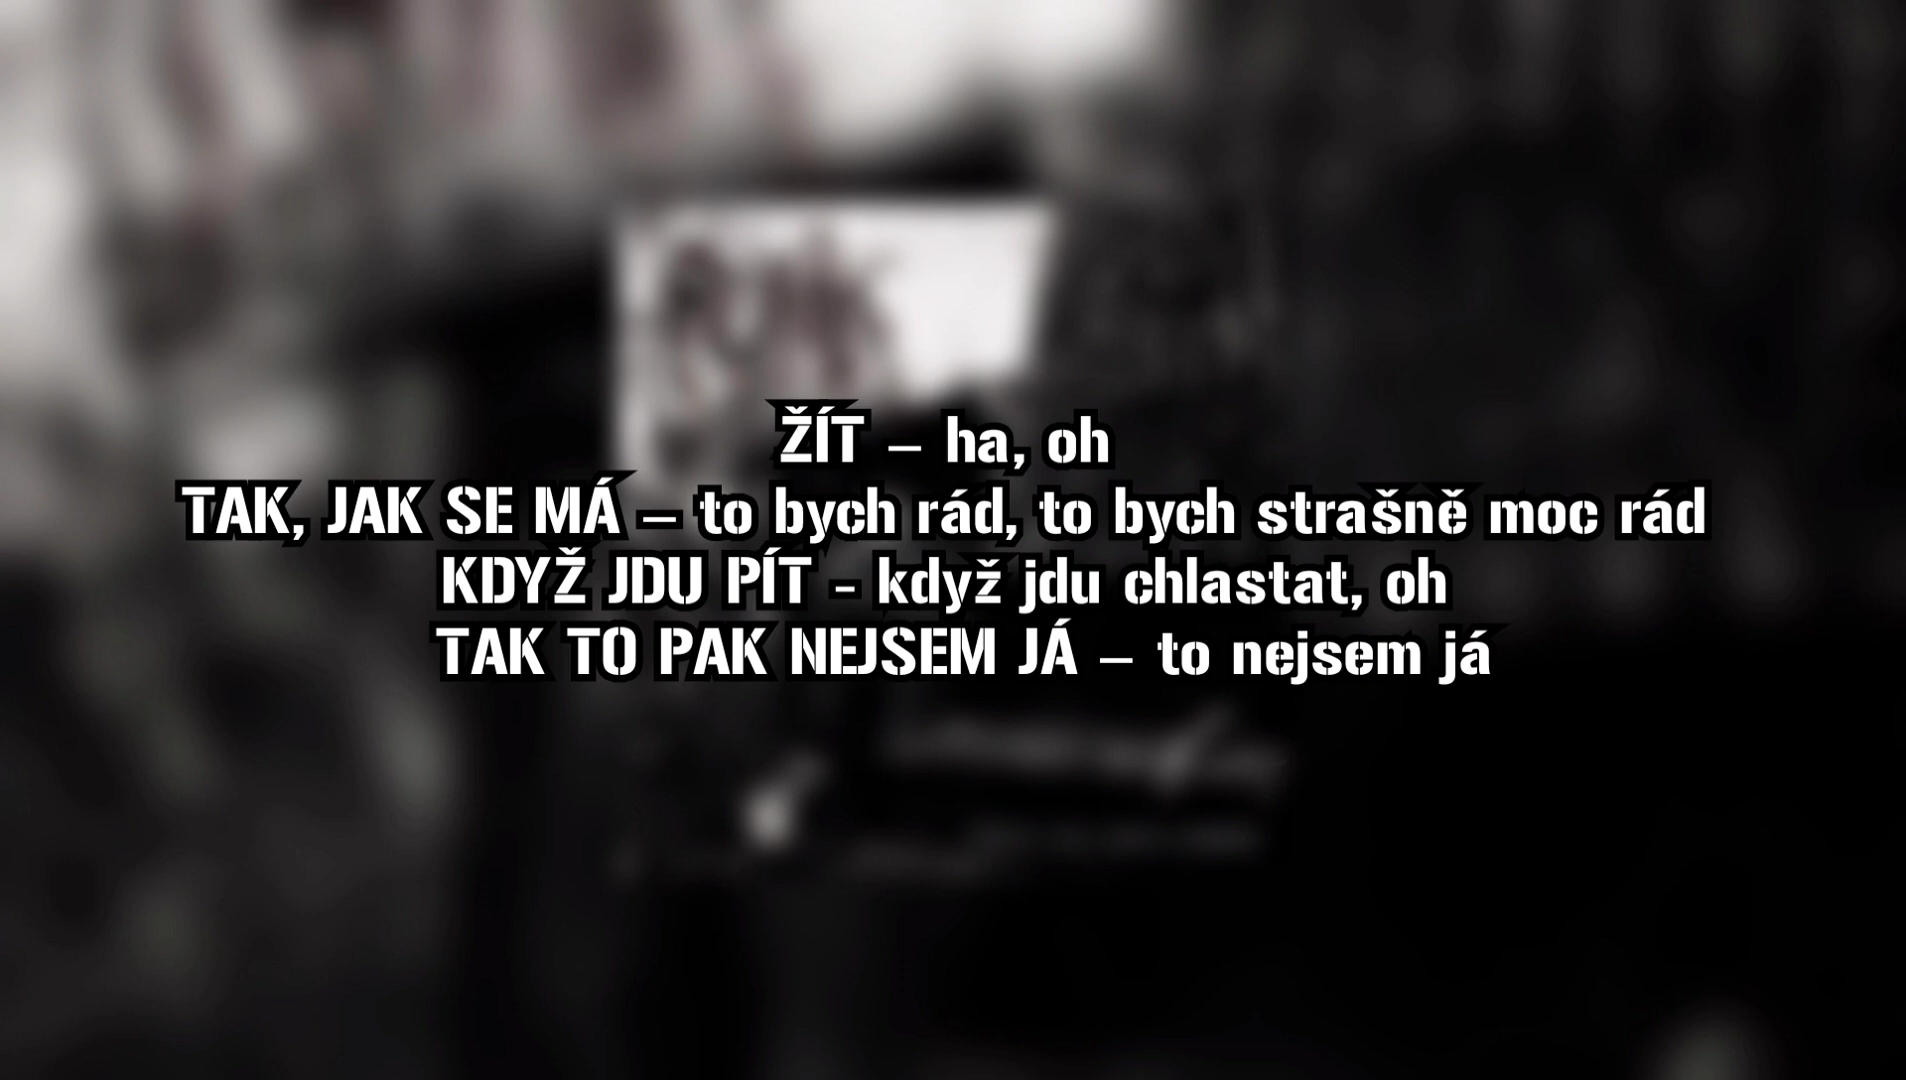 ŽÍT – ha, oh
TAK, JAK SE MÁ – to bych rád, to bych strašně moc rád
KDYŽ JDU PÍT - když jdu chlastat, oh
TAK TO PAK NEJSEM JÁ – to nejsem já